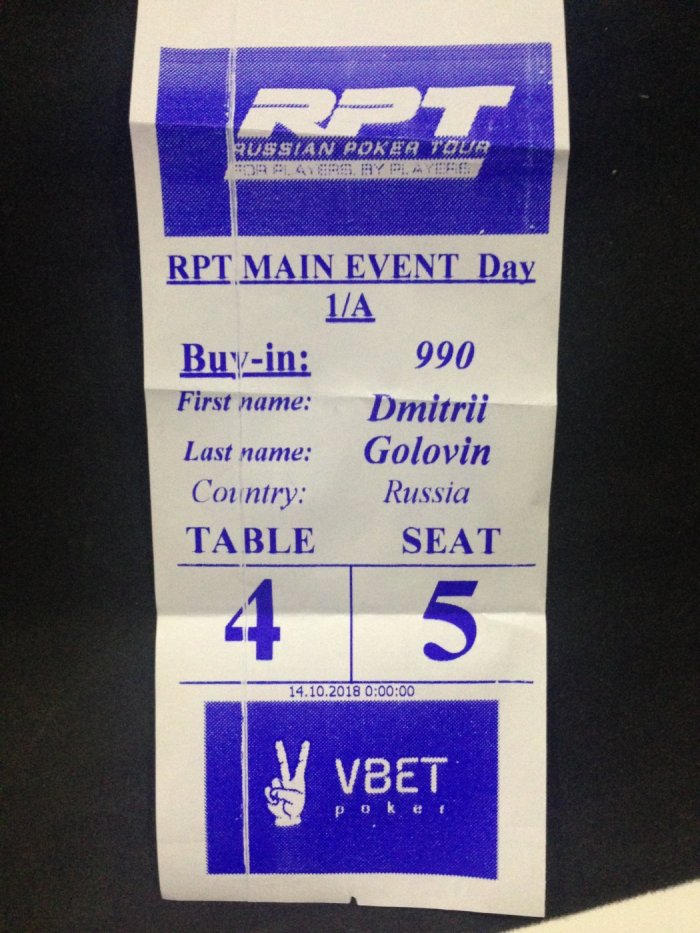 RPT
RUSSIAN POKER TOUR
FOR PLAYERS. BY PLAYERS
RPT MAIN EVENT Day
1/A
Buy-in: 990
First name: Dmitrii
Last name: Golovin
Country: Russia
TABLE SEAT
4 5
14.10.2018 0:00:00
VBET
poker